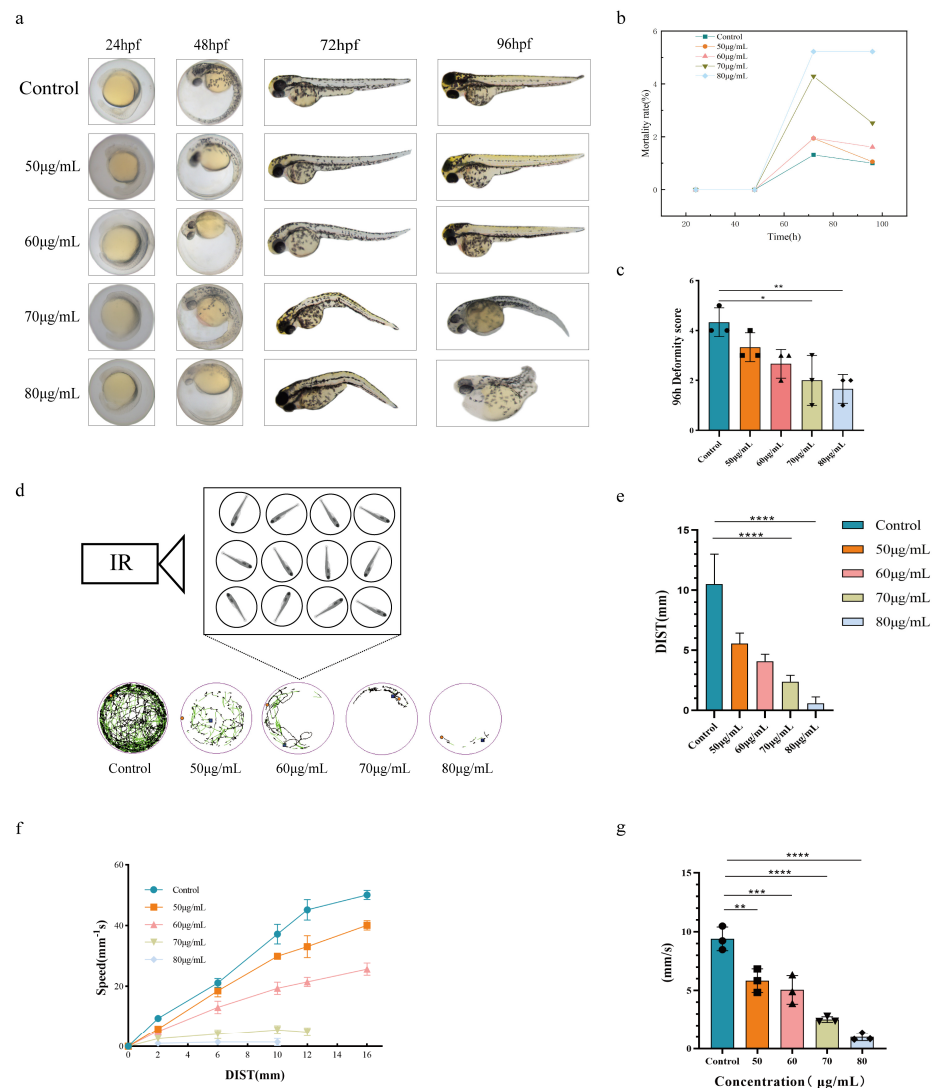 a
24hpf 48hpf 72hpf 96hpf
Control
50μg/mL
60μg/mL
70μg/mL
80μg/mL
b
Control
50μg/mL
60μg/mL
70μg/mL
80μg/mL
Mortality rate(%)
6
4
2
0
20 40 60 80 100
Time(h)
c
**
*
96h Deformity score
6
4
2
0
Control 50μg/mL 60μg/mL 70μg/mL 80μg/mL
d
IR
Control 50μg/mL 60μg/mL 70μg/mL 80μg/mL
e
****
****
DIST(mm)
15
10
5
0
Control 50μg/mL 60μg/mL 70μg/mL 80μg/mL
Control
50μg/mL
60μg/mL
70μg/mL
80μg/mL
f
Control
50μg/mL
60μg/mL
70μg/mL
80μg/mL
Speed(mm⁻¹s)
60
40
20
0
0 2 4 6 8 10 12 14 16
DIST(mm)
g
****
****
***
**
(mm/s)
15
10
5
0
Control 50 60 70 80
Concentration( μg/mL)